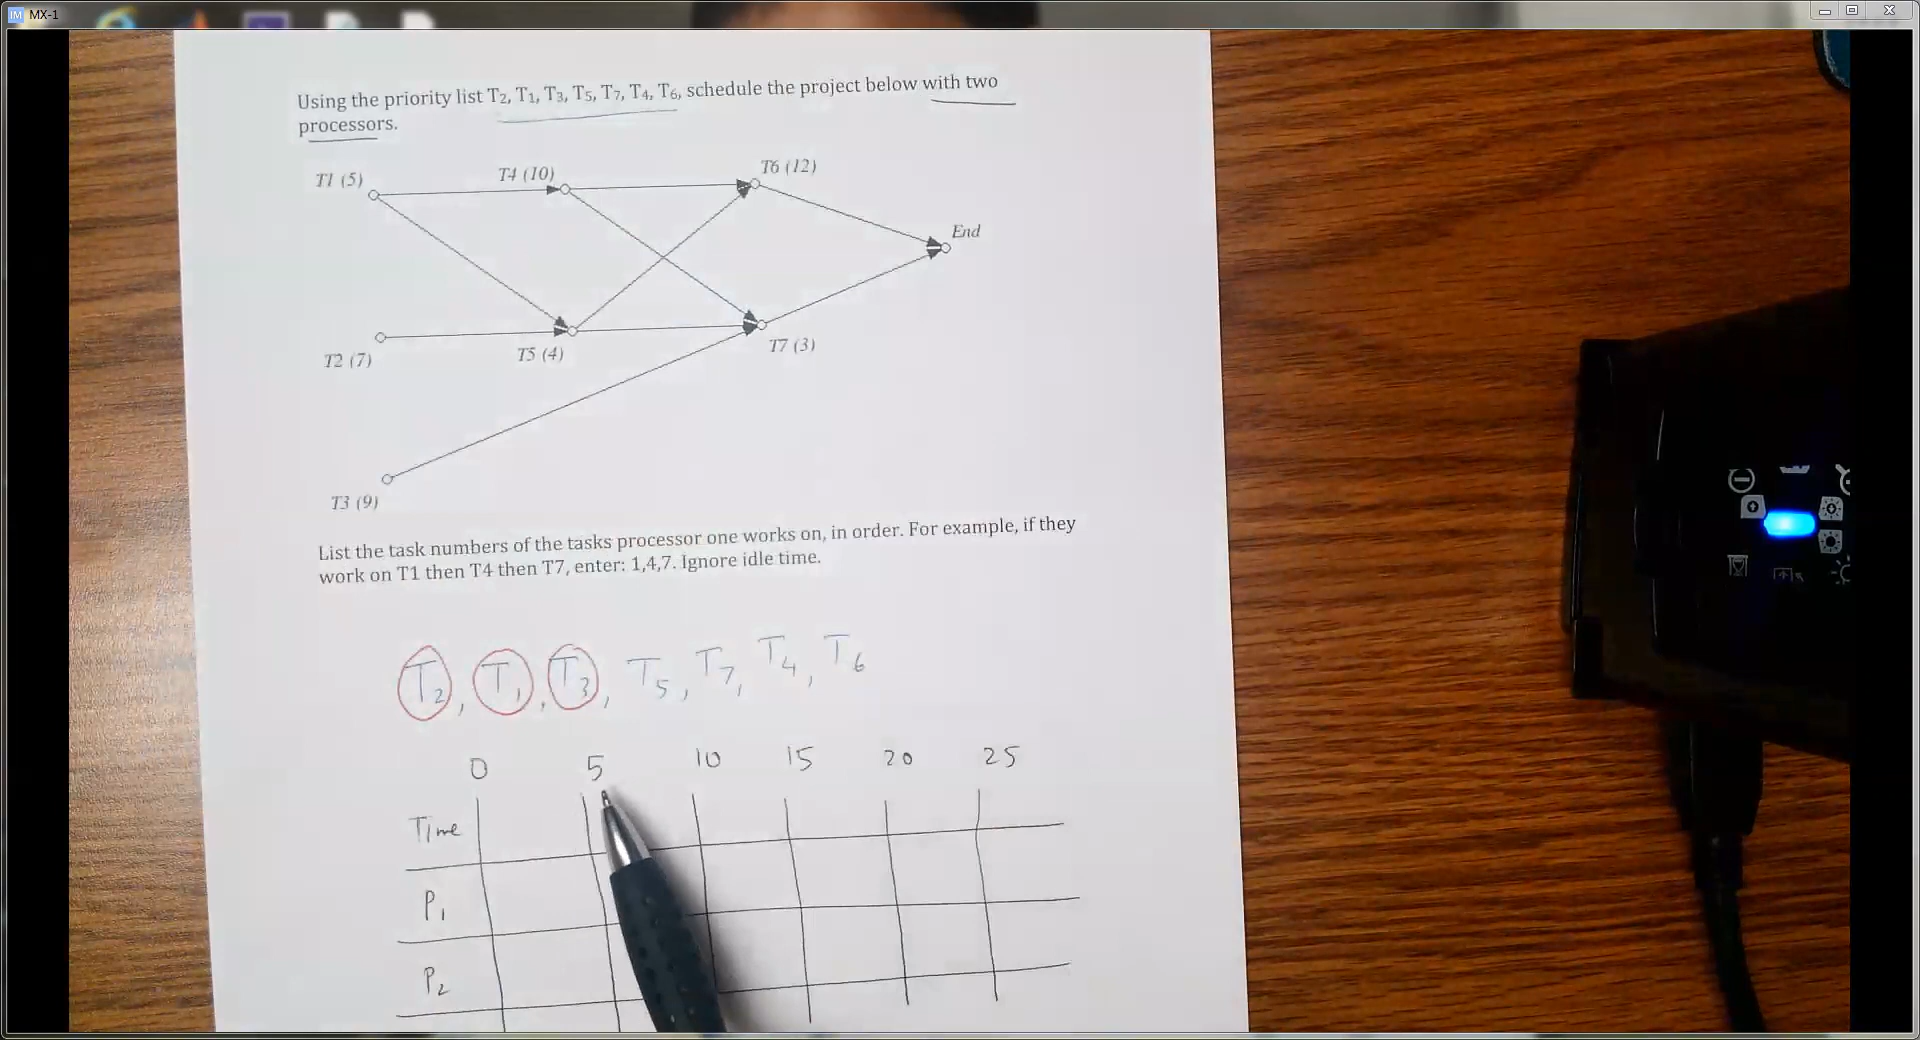 MX-1
Using the priority list T2, T1, T3, T5, T7, T4, T6, schedule the project below with two
processors.
T1 (5)
T4 (10)
T6 (12)
End
T2 (7)
T5 (4)
T7 (3)
T3 (9)
List the task numbers of the tasks processor one works on, in order. For example, if they
work on T1 then T4 then T7, enter: 1,4,7. Ignore idle time.
T2, T1, T3, T5, T7, T4, T6
0 5 10 15 20 25
Time
P1
P2